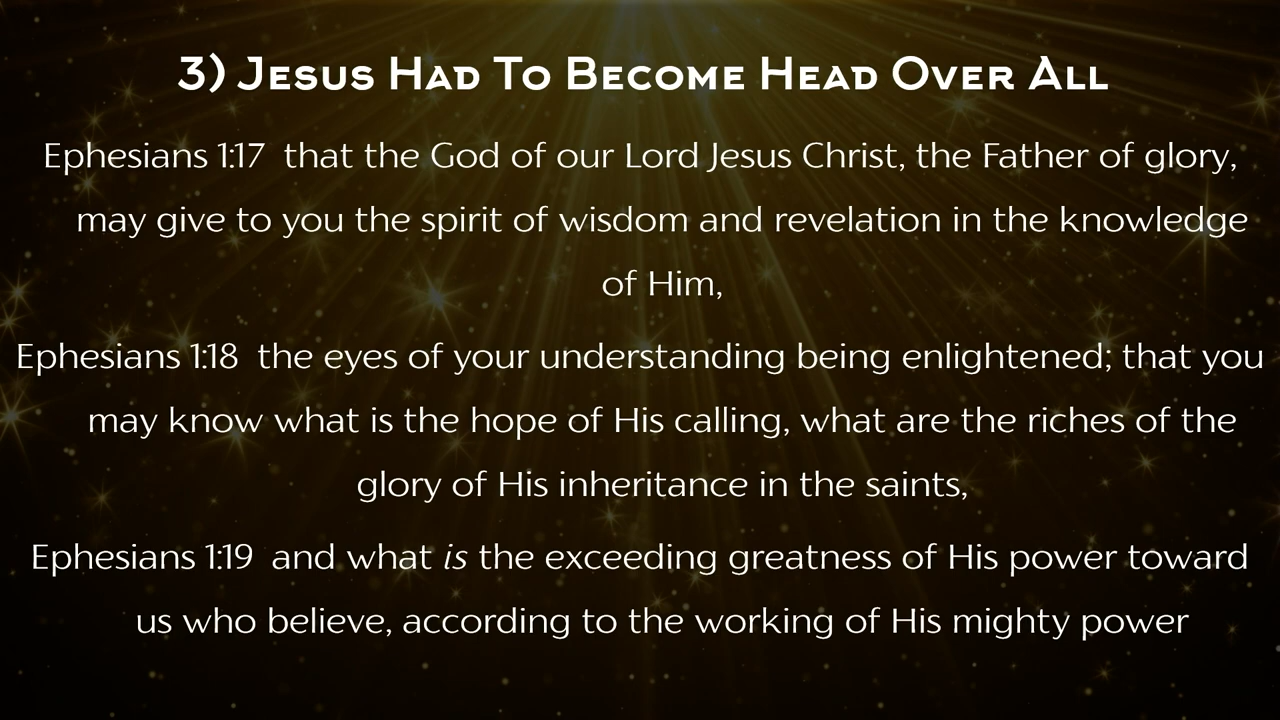 3) Jesus Had To Become Head Over All
Ephesians 1:17 that the God of our Lord Jesus Christ, the Father of glory,
may give to you the spirit of wisdom and revelation in the knowledge
of Him,
Ephesians 1:18 the eyes of your understanding being enlightened; that you
may know what is the hope of His calling, what are the riches of the
glory of His inheritance in the saints,
Ephesians 1:19 and what is the exceeding greatness of His power toward
us who believe, according to the working of His mighty power